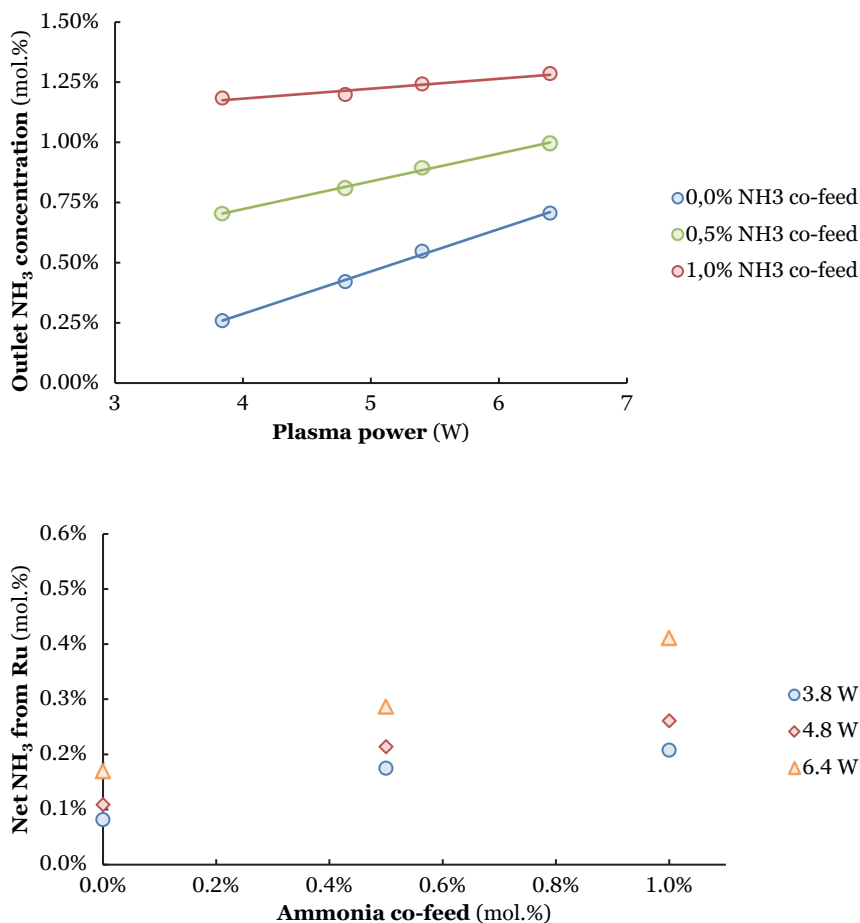 1.50%
1.25%
1.00%
0.75%
0.50%
0.25%
0.00%
Outlet NH₃ concentration (mol.%)
3 4 5 6 7
Plasma power (W)
0,0% NH3 co-feed
0,5% NH3 co-feed
1,0% NH3 co-feed
0.6%
0.5%
0.4%
0.3%
0.2%
0.1%
0.0%
Net NH₃ from Ru (mol.%)
0.0% 0.2% 0.4% 0.6% 0.8% 1.0%
Ammonia co-feed (mol.%)
3.8 W
4.8 W
6.4 W